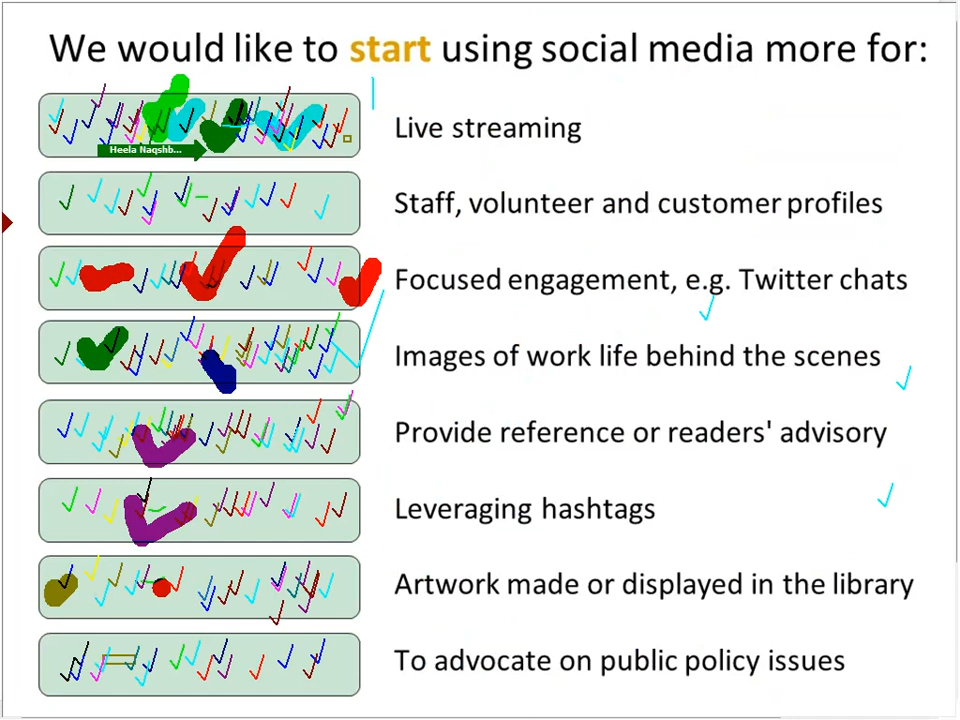 We would like to start using social media more for:
Live streaming
Heela Naqshb...
Staff, volunteer and customer profiles
Focused engagement, e.g. Twitter chats
Images of work life behind the scenes
Provide reference or readers' advisory
Leveraging hashtags
Artwork made or displayed in the library
To advocate on public policy issues